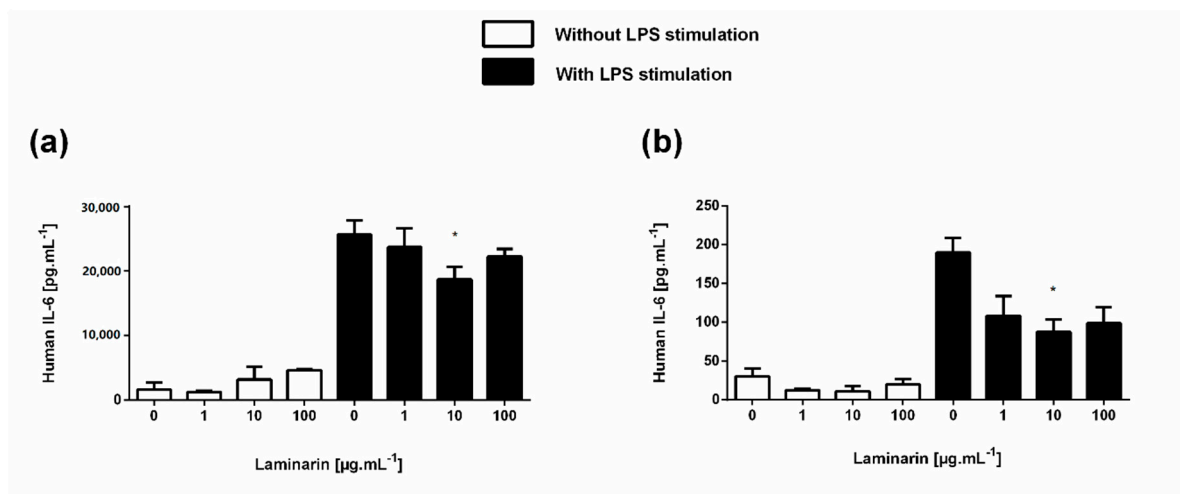 Without LPS stimulation
With LPS stimulation
(a)
Human IL-6 [pg.mL⁻¹]
30,000
20,000
10,000
0
0 1 10 100 0 1 10 100
*
Laminarin [µg.mL⁻¹]
(b)
Human IL-6 [pg.mL⁻¹]
250
200
150
100
50
0
0 1 10 100 0 1 10 100
*
Laminarin [µg.mL⁻¹]